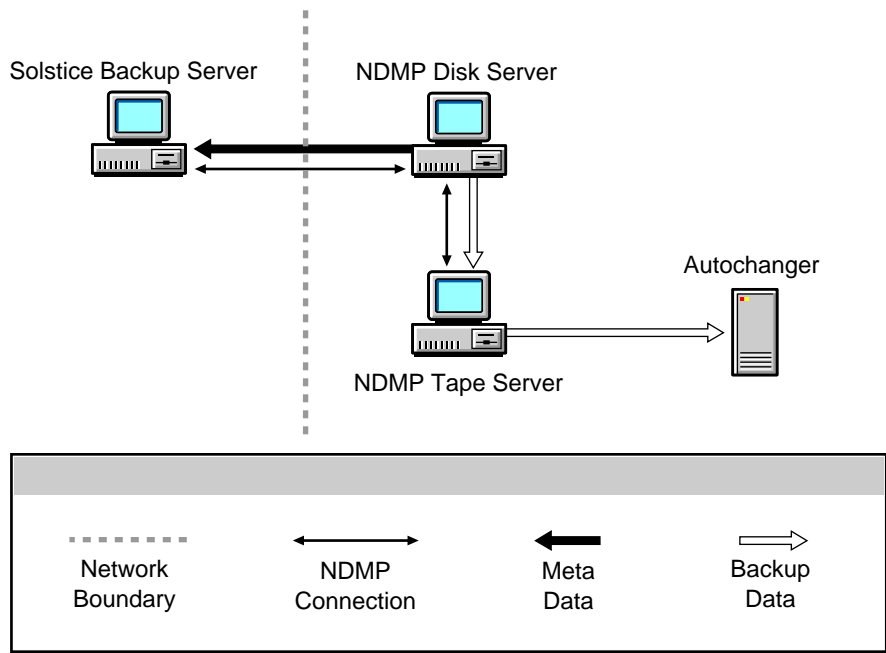 Solstice Backup Server
NDMP Disk Server
Autochanger
NDMP Tape Server
Network
Boundary
NDMP
Connection
Meta
Data
Backup
Data